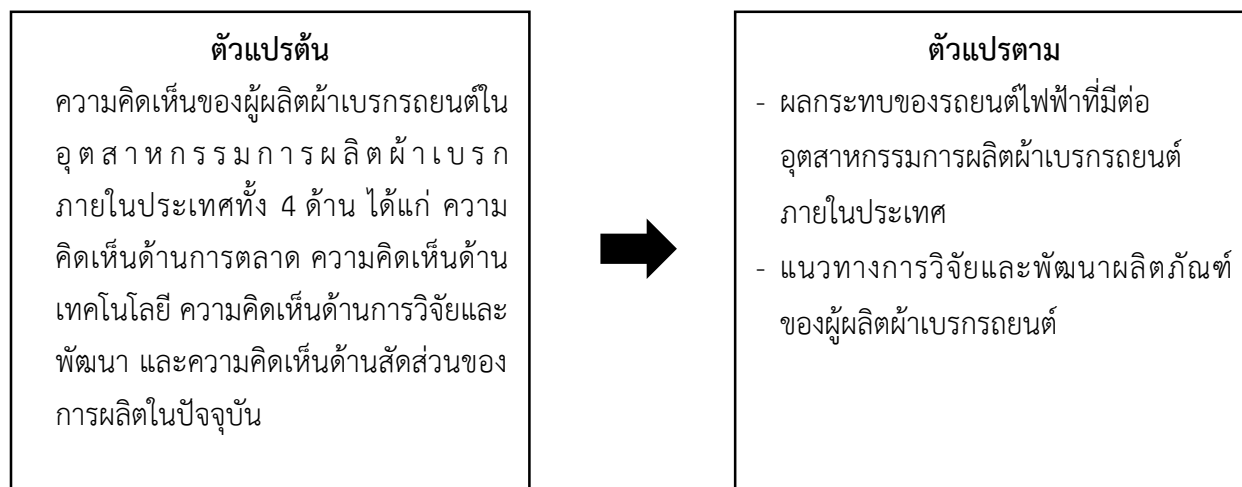 ตัวแปรต้น
ความคิดเห็นของผู้ผลิตผ้าเบรกรถยนต์ใน
อุตสาหกรรมการผลิตผ้าเบรก
ภายในประเทศทั้ง 4 ด้าน ได้แก่ ความ
คิดเห็นด้านการตลาด ความคิดเห็นด้าน
เทคโนโลยี ความคิดเห็นด้านการวิจัยและ
พัฒนา และความคิดเห็นด้านสัดส่วนของ
การผลิตในปัจจุบัน
ตัวแปรตาม
- ผลกระทบของรถยนต์ไฟฟ้าที่มีต่อ
อุตสาหกรรมการผลิตผ้าเบรกรถยนต์
ภายในประเทศ
- แนวทางการวิจัยและพัฒนาผลิตภัณฑ์
ของผู้ผลิตผ้าเบรกรถยนต์